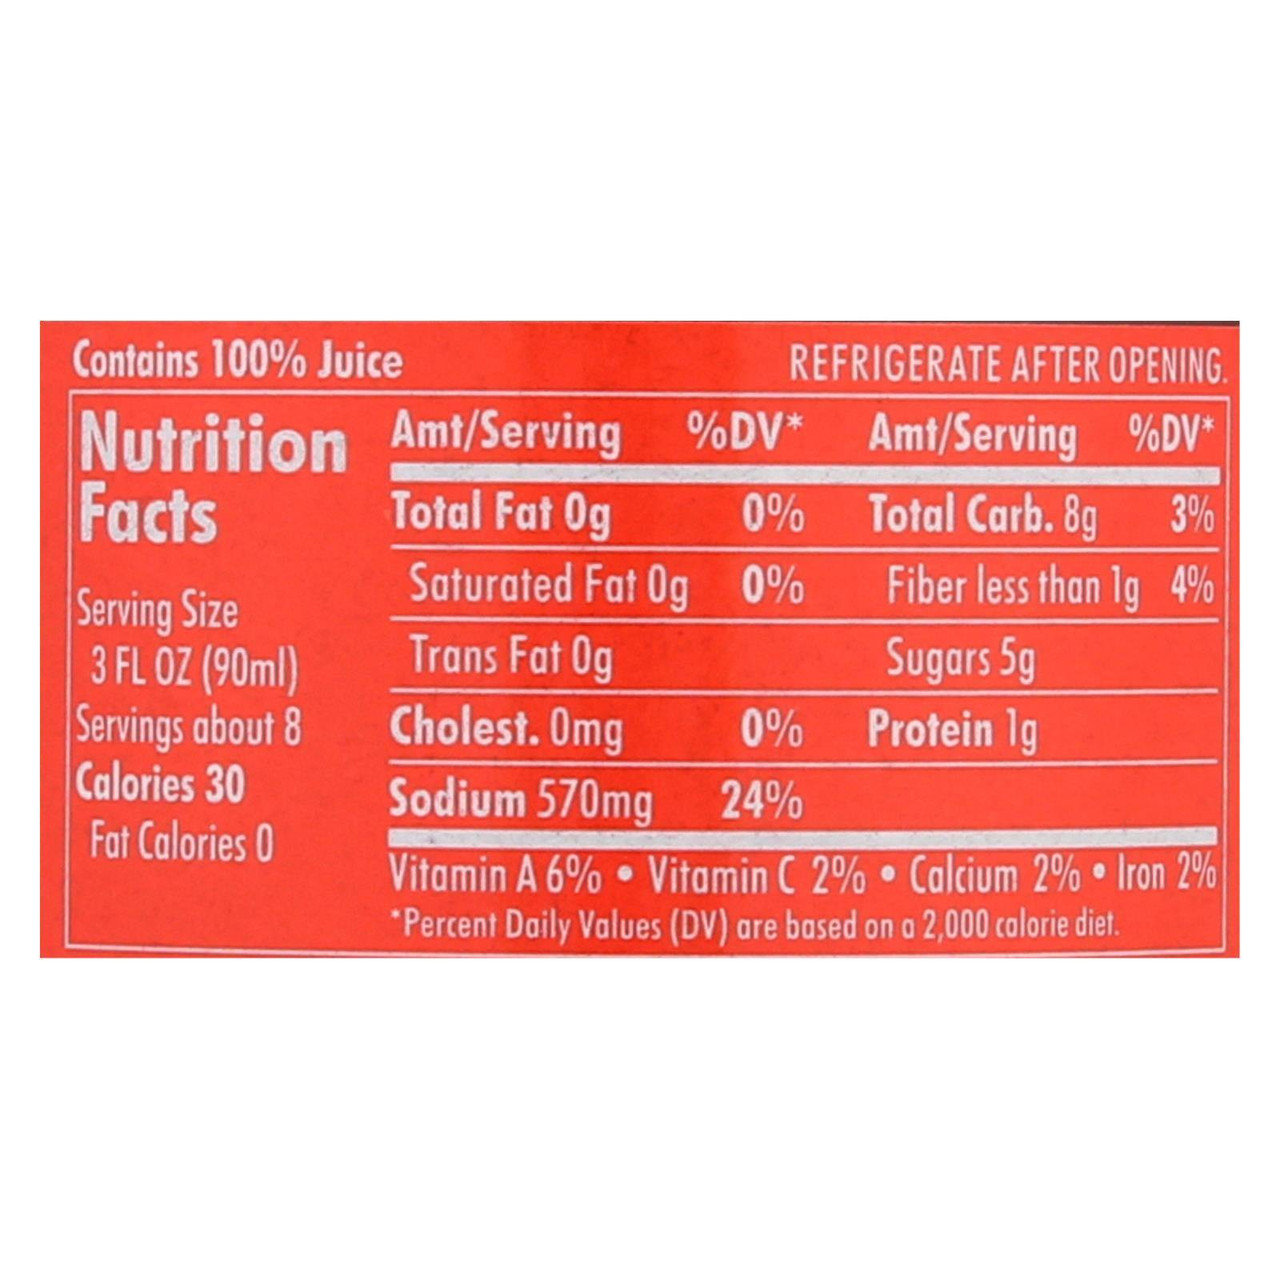 Contains 100% Juice
REFRIGERATE AFTER OPENING.
Nutrition
Facts
Serving Size
3 FL OZ (90ml)
Servings about 8
Calories 30
Fat Calories 0
Amt/Serving %DV* Amt/Serving %DV*
Total Fat 0g 0% Total Carb. 8g 3%
Saturated Fat 0g 0% Fiber less than 1g 4%
Trans Fat 0g Sugars 5g
Cholest. 0mg 0% Protein 1g
Sodium 570mg 24%
Vitamin A 6% • Vitamin C 2% • Calcium 2% • Iron 2%
*Percent Daily Values (DV) are based on a 2,000 calorie diet.